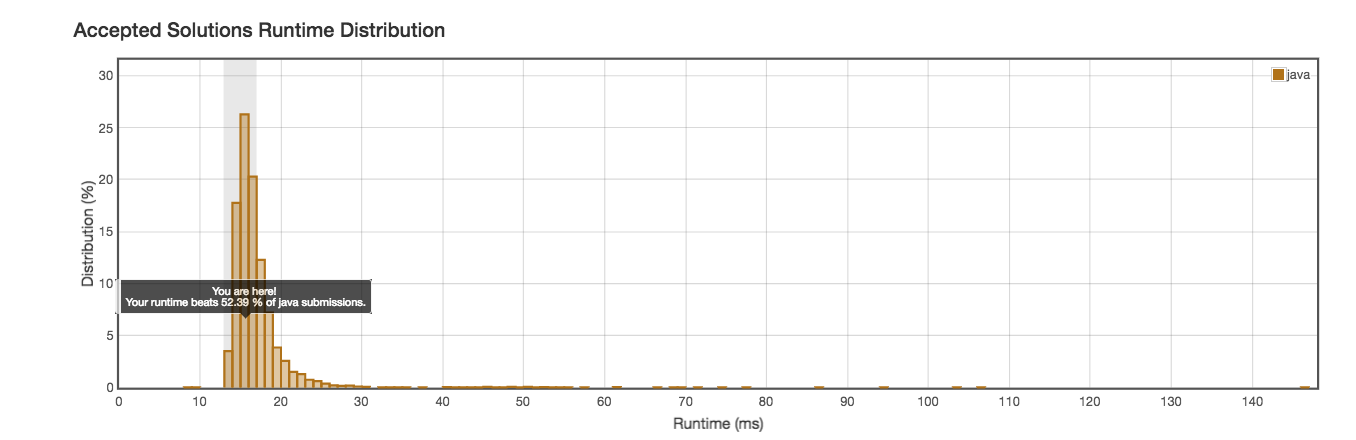 Accepted Solutions Runtime Distribution
30
java
25
20
15
10
5
0
Distribution (%)
You are here!
Your runtime beats 52.39 % of java submissions.
0 10 20 30 40 50 60 70 80 90 100 110 120 130 140
Runtime (ms)